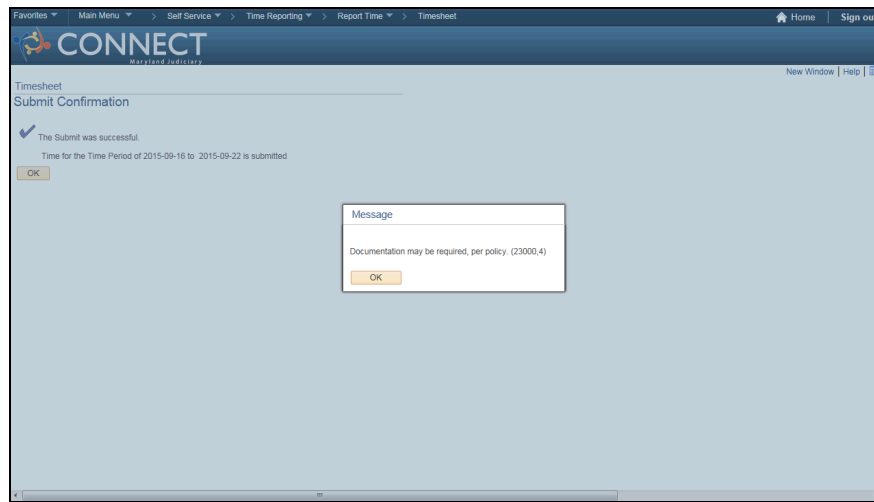 Favorites Main Menu > Self Service > Time Reporting > Report Time > Timesheet Home Sign ou
CONNECT
Maryland Judiciary
New Window | Help |
Timesheet
Submit Confirmation
The Submit was successful.
Time for the Time Period of 2015-09-16 to 2015-09-22 is submitted
OK
Message
Documentation may be required, per policy. (23000,4)
OK